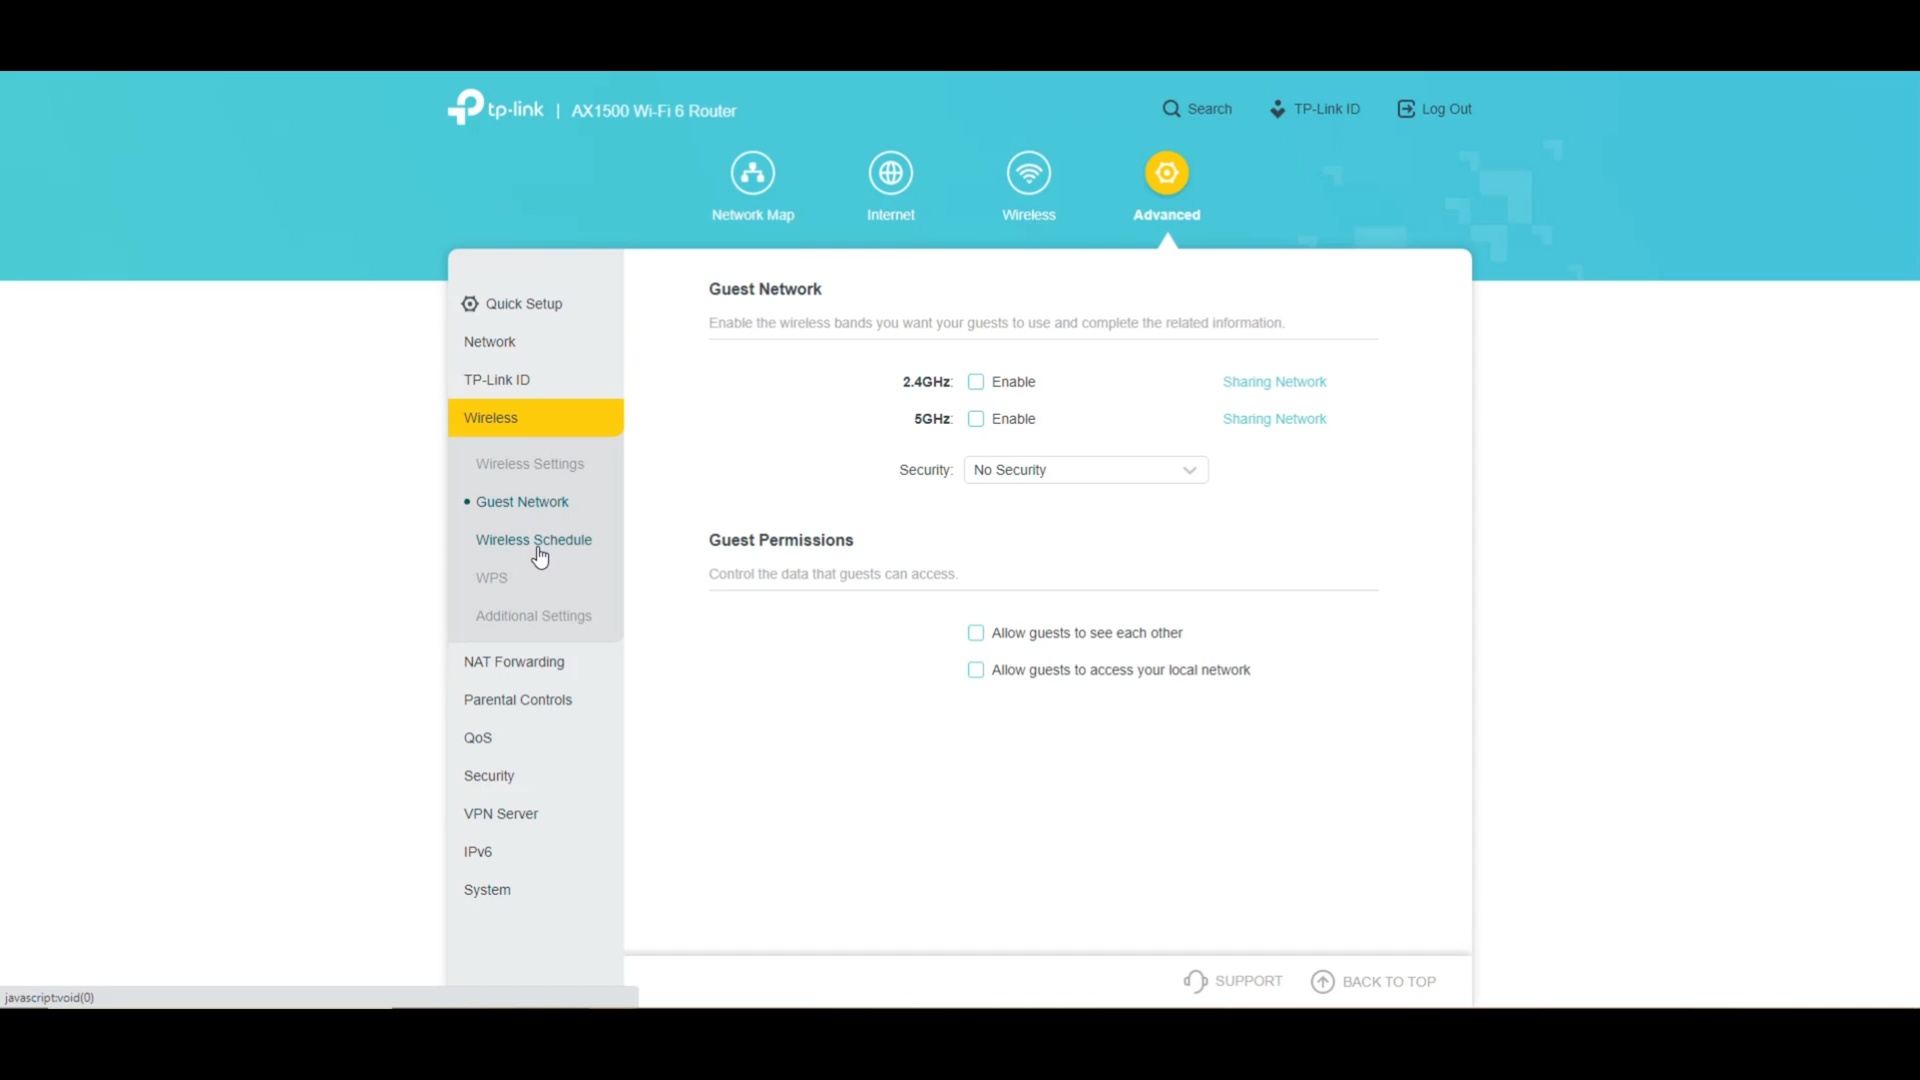 tp-link | AX1500 Wi-Fi 6 Router
Search
TP-Link ID
Log Out
Network Map
Internet
Wireless
Advanced
Quick Setup
Network
TP-Link ID
Wireless
Wireless Settings
Guest Network
Wireless Schedule
WPS
Additional Settings
NAT Forwarding
Parental Controls
QoS
Security
VPN Server
IPv6
System
Guest Network
Enable the wireless bands you want your guests to use and complete the related information.
2.4GHz: Enable Sharing Network
5GHz: Enable Sharing Network
Security: No Security
Guest Permissions
Control the data that guests can access.
Allow guests to see each other
Allow guests to access your local network
SUPPORT
BACK TO TOP
javascript:void(0)